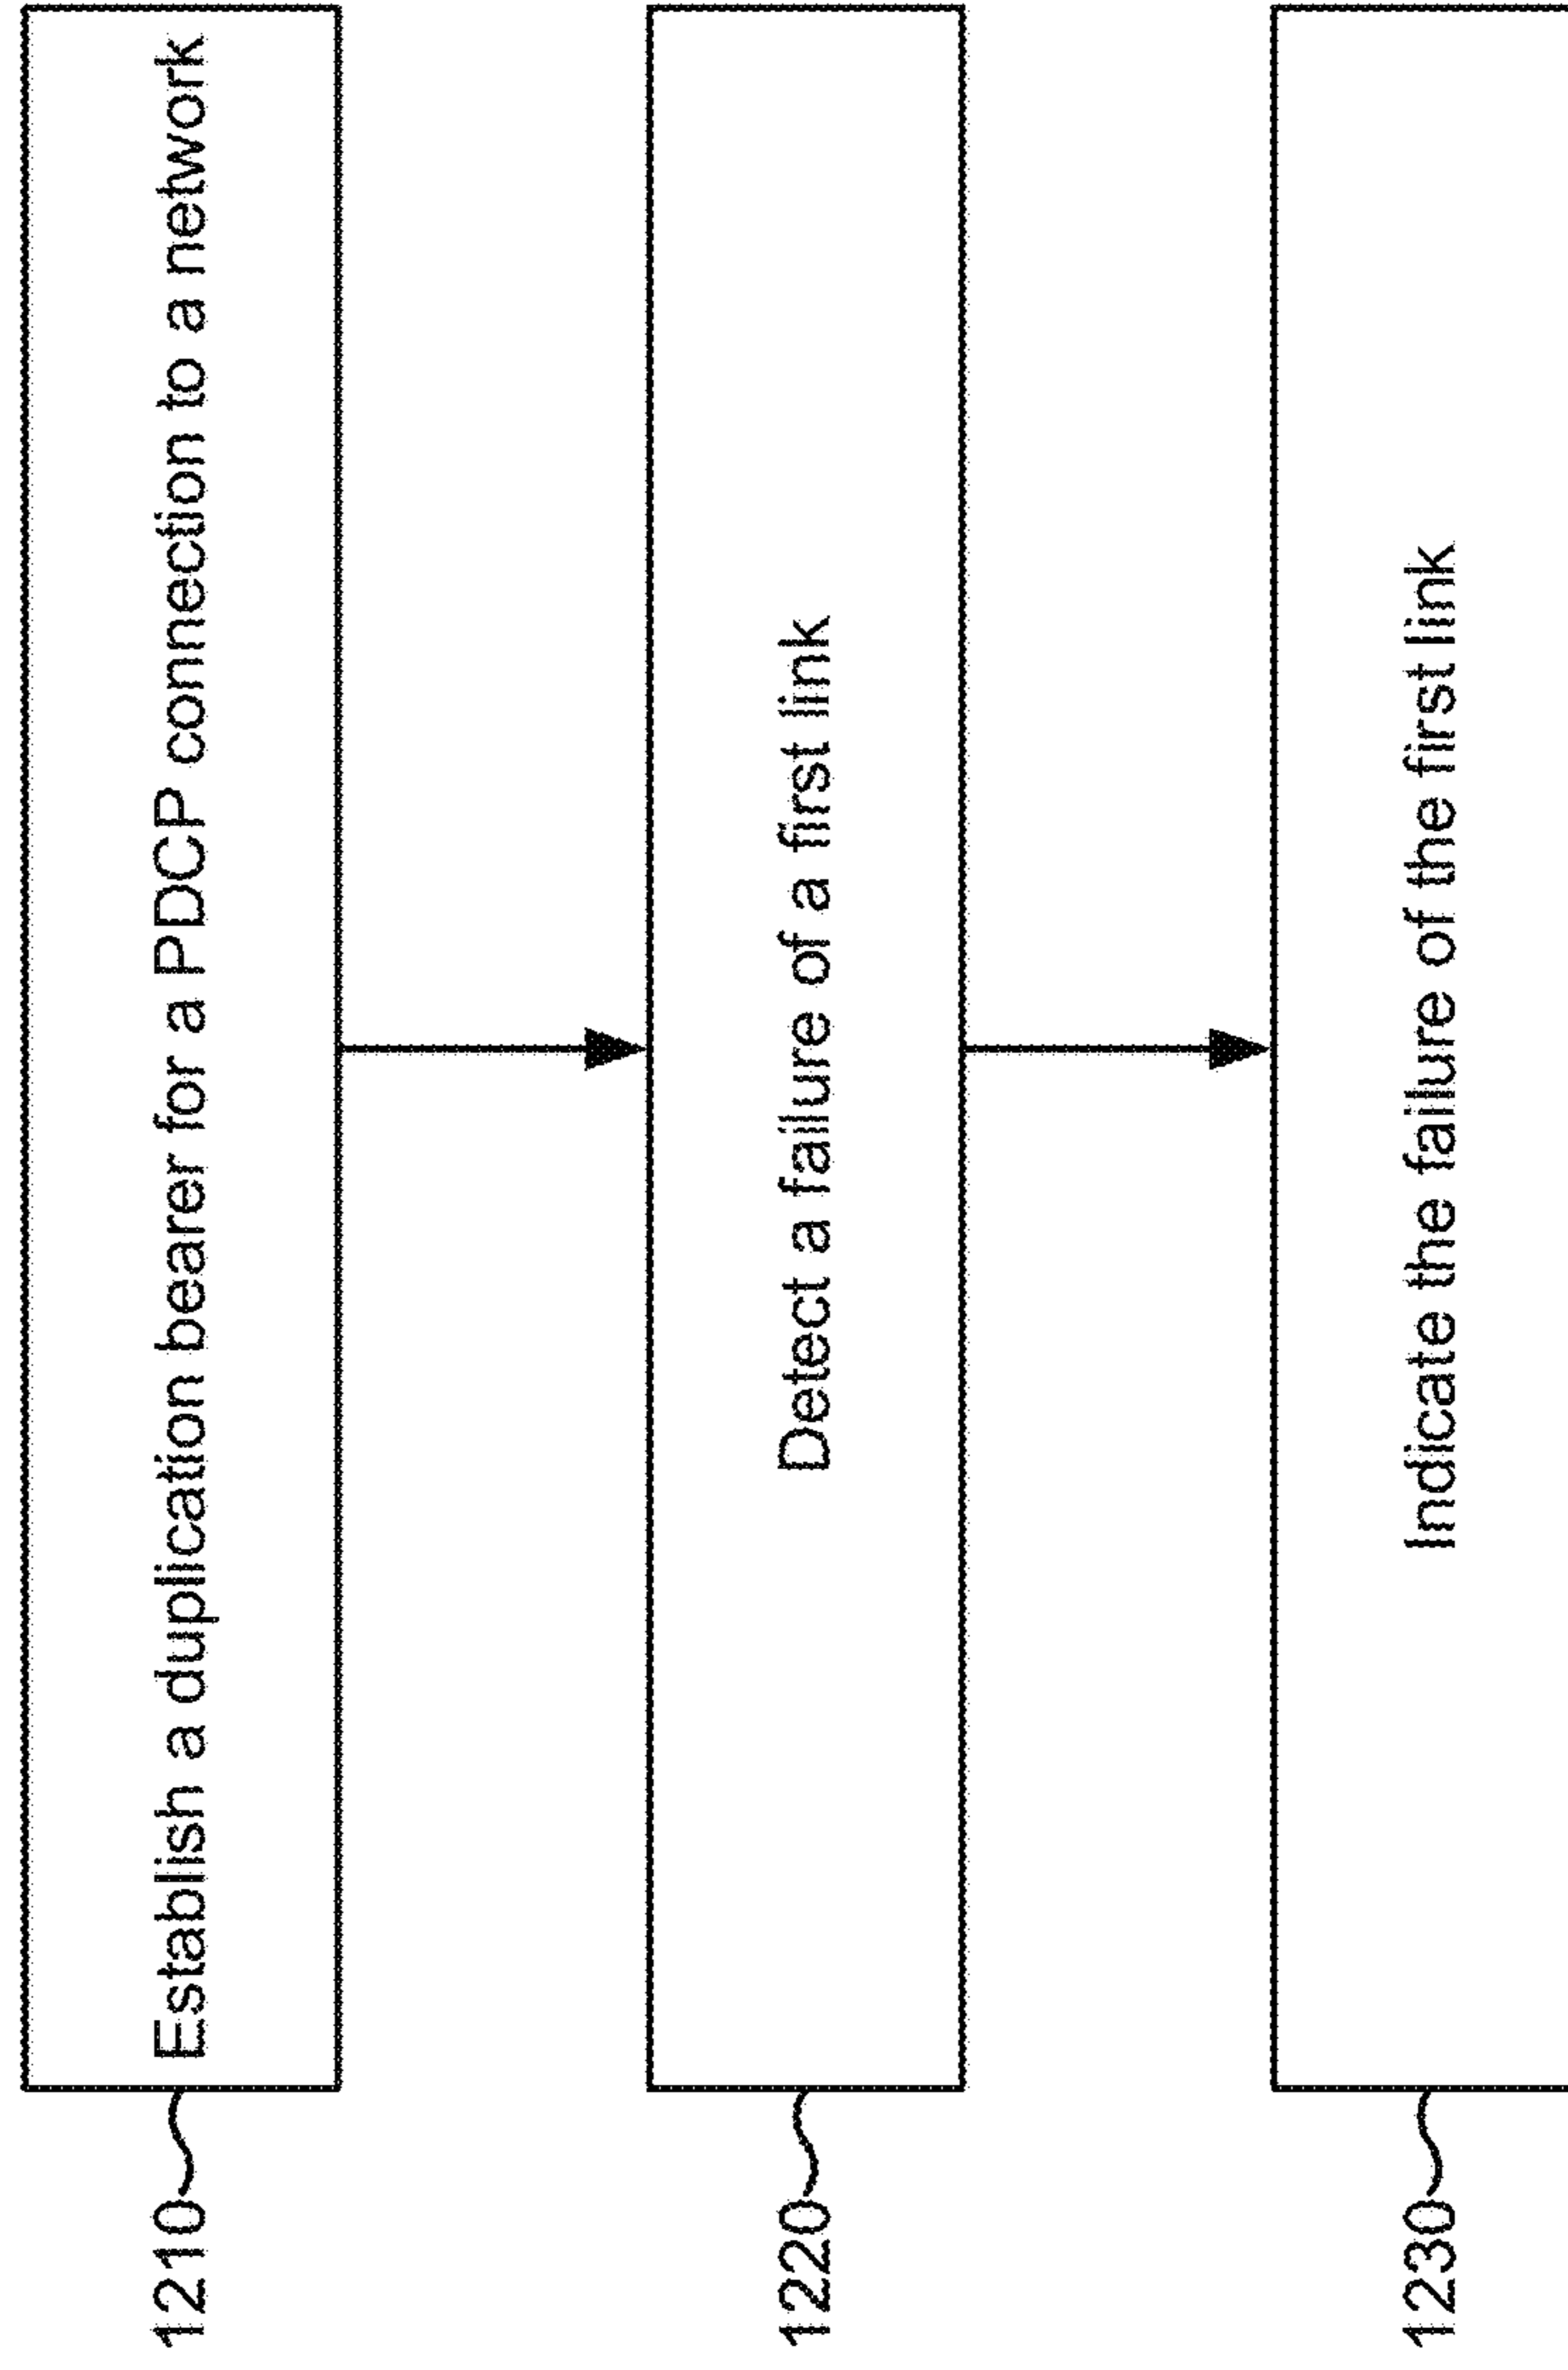 1210
Establish a duplication bearer for a PDCP connection to a network
1220
Detect a failure of a first link
1230
Indicate the failure of the first link